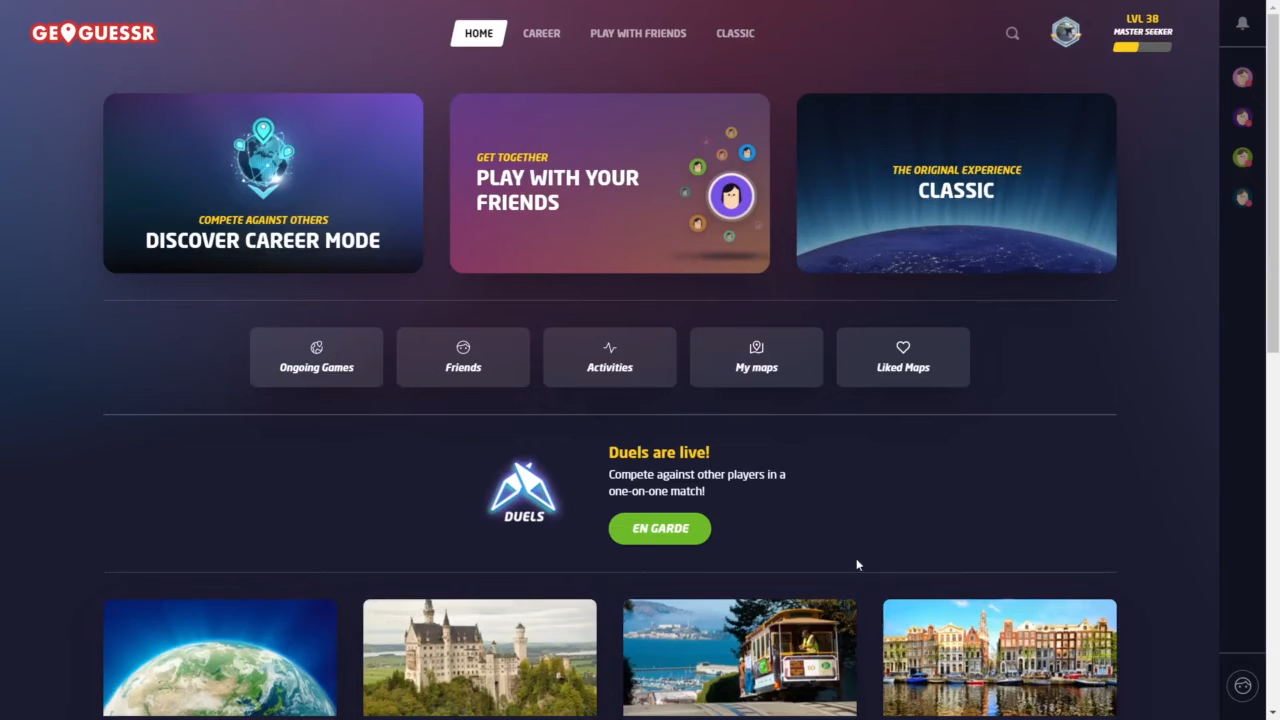 GEOGUESSR
HOME
CAREER
PLAY WITH FRIENDS
CLASSIC
LVL 38
MASTER SEEKER
COMPETE AGAINST OTHERS
DISCOVER CAREER MODE
GET TOGETHER
PLAY WITH YOUR
FRIENDS
THE ORIGINAL EXPERIENCE
CLASSIC
Ongoing Games
Friends
Activities
My maps
Liked Maps
DUELS
Duels are live!
Compete against other players in a
one-on-one match!
EN GARDE